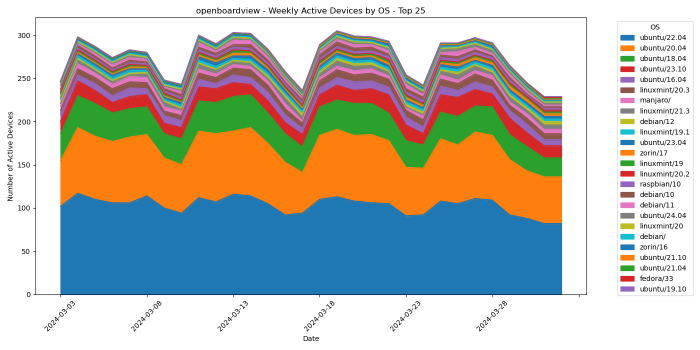 openboardview - Weekly Active Devices by OS - Top 25
Number of Active Devices
300
250
200
150
100
50
0
2024-03-03
2024-03-08
2024-03-13
2024-03-18
2024-03-23
2024-03-28
Date
OS
ubuntu/22.04
ubuntu/20.04
ubuntu/18.04
ubuntu/23.10
ubuntu/16.04
linuxmint/20.3
manjaro/
linuxmint/21.3
debian/12
linuxmint/19.1
ubuntu/23.04
zorin/17
linuxmint/19
linuxmint/20.2
raspbian/10
debian/10
debian/11
ubuntu/24.04
linuxmint/20
debian/
zorin/16
ubuntu/21.10
ubuntu/21.04
fedora/33
ubuntu/19.10